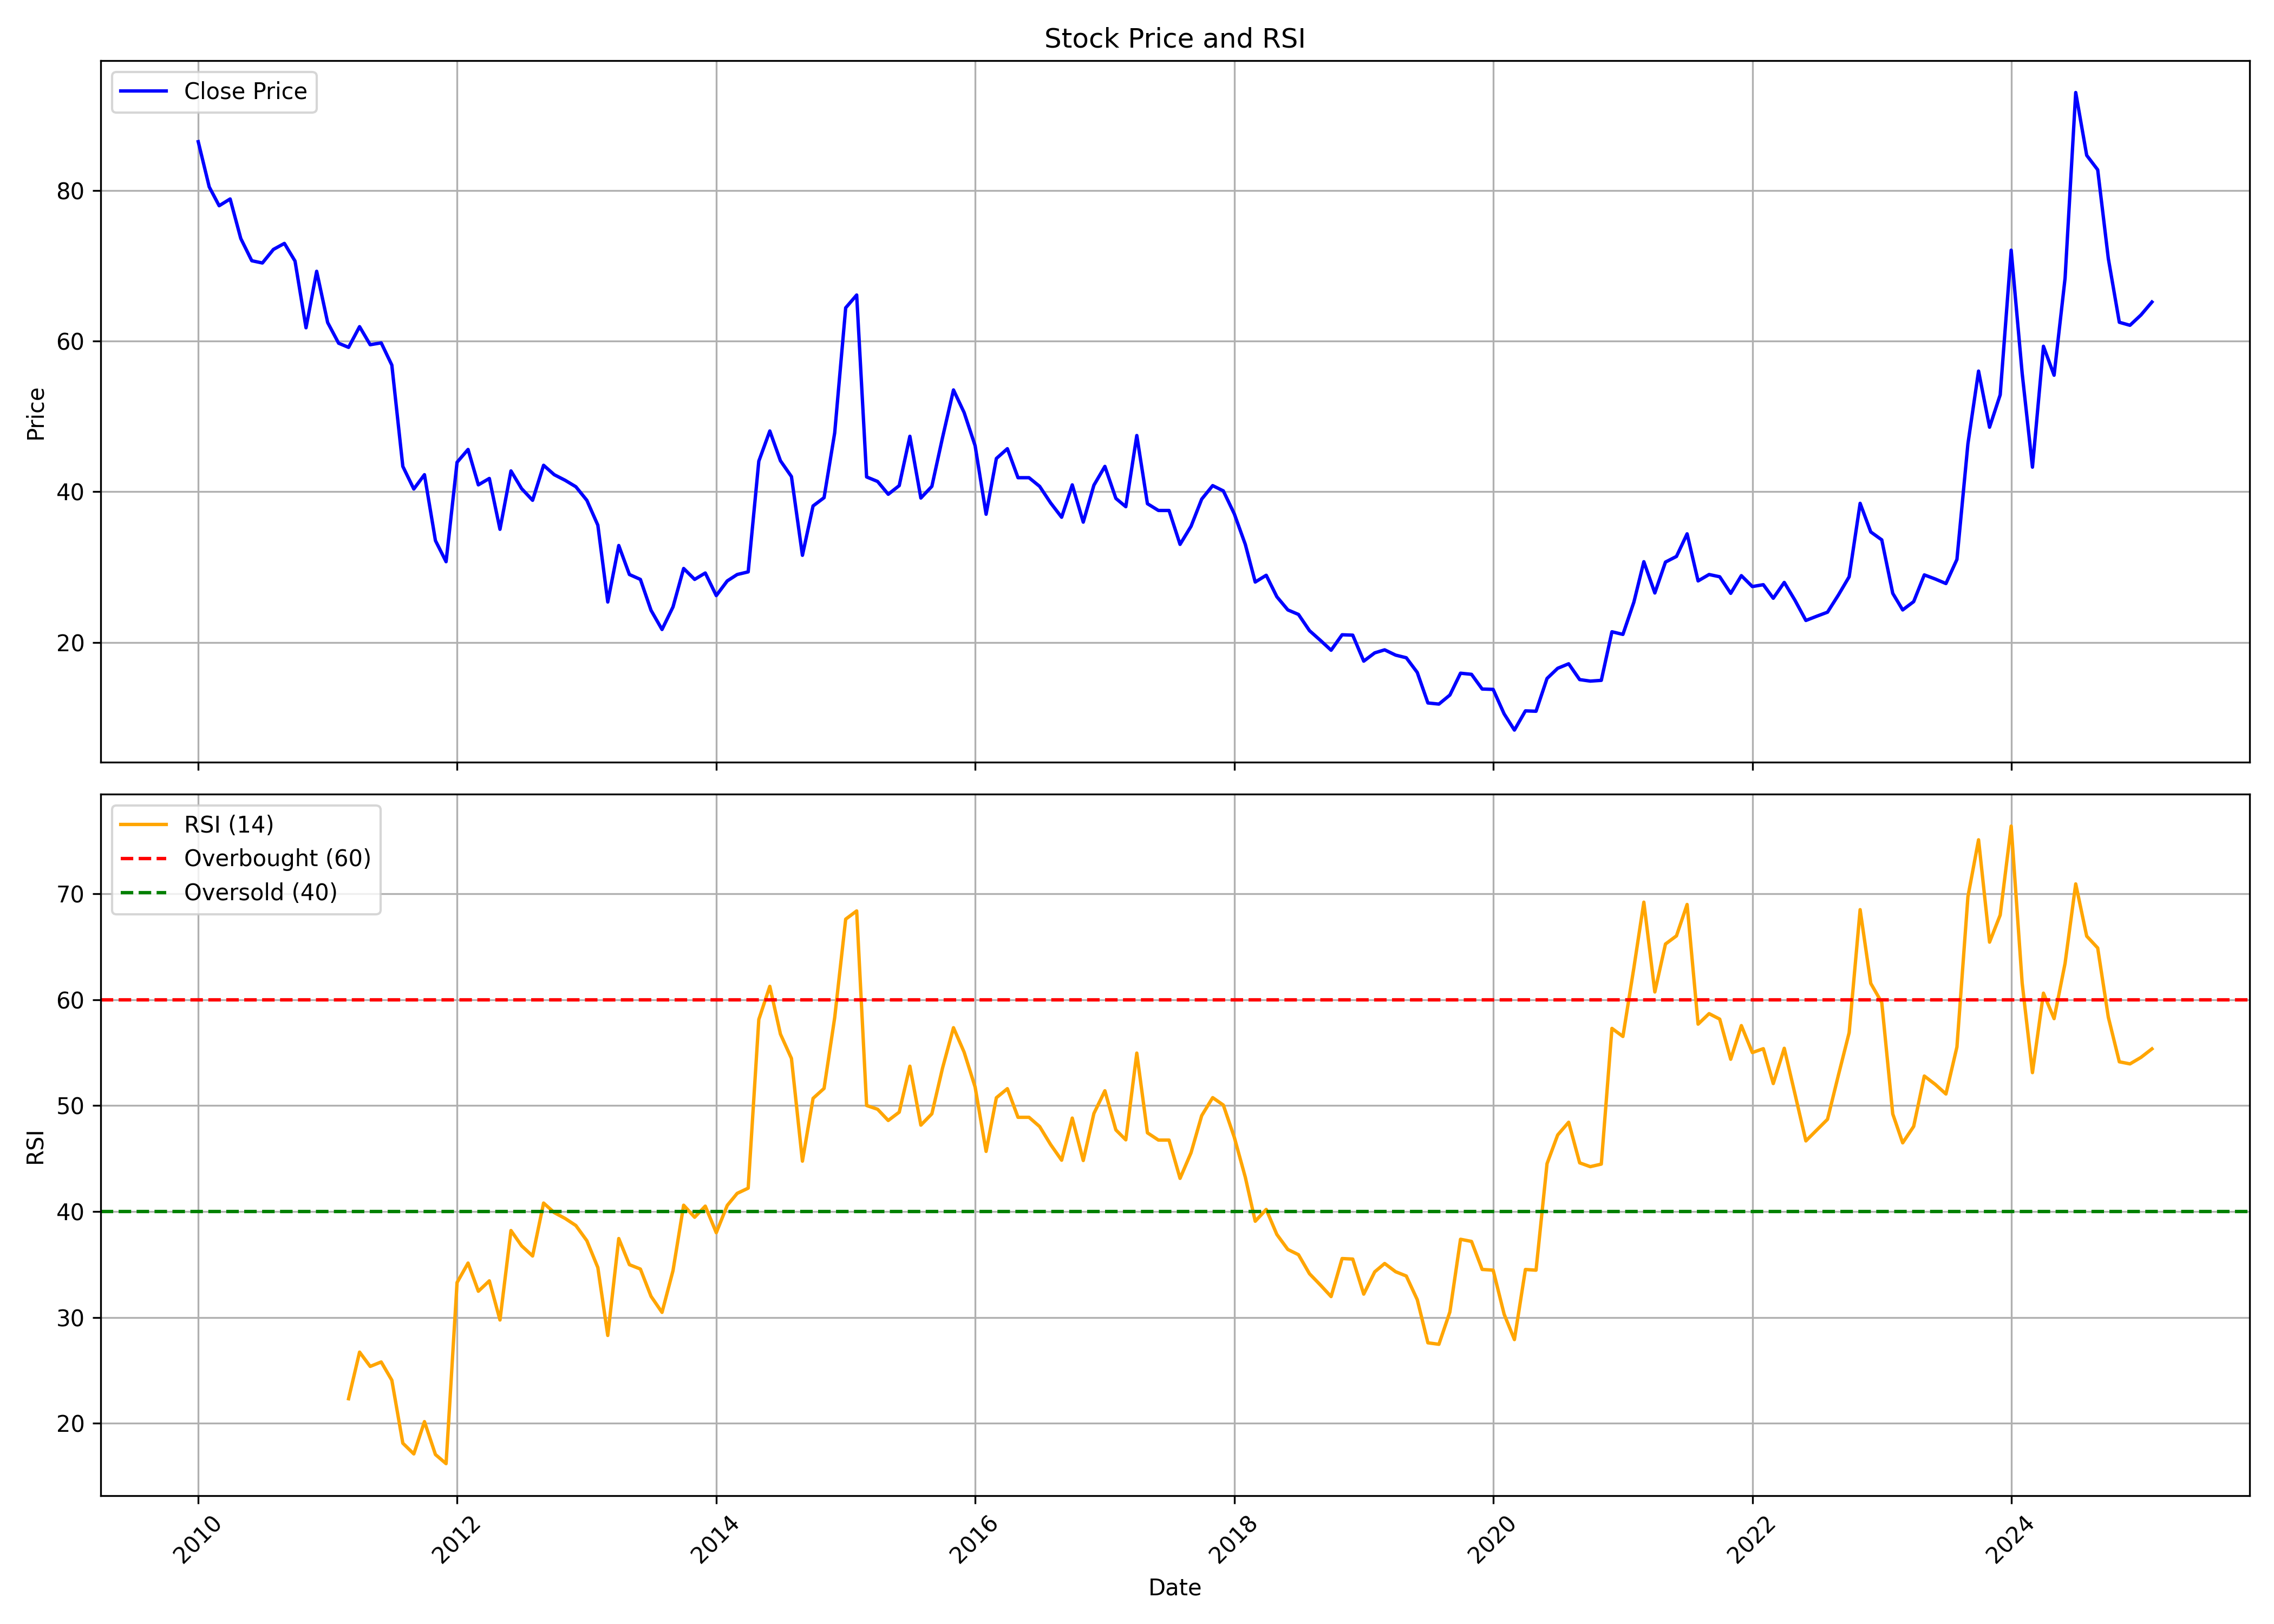 Stock Price and RSI
Close Price
Price
80
60
40
20
RSI (14)
Overbought (60)
Oversold (40)
RSI
70
60
50
40
30
20
2010
2012
2014
2016
2018
2020
2022
2024
Date